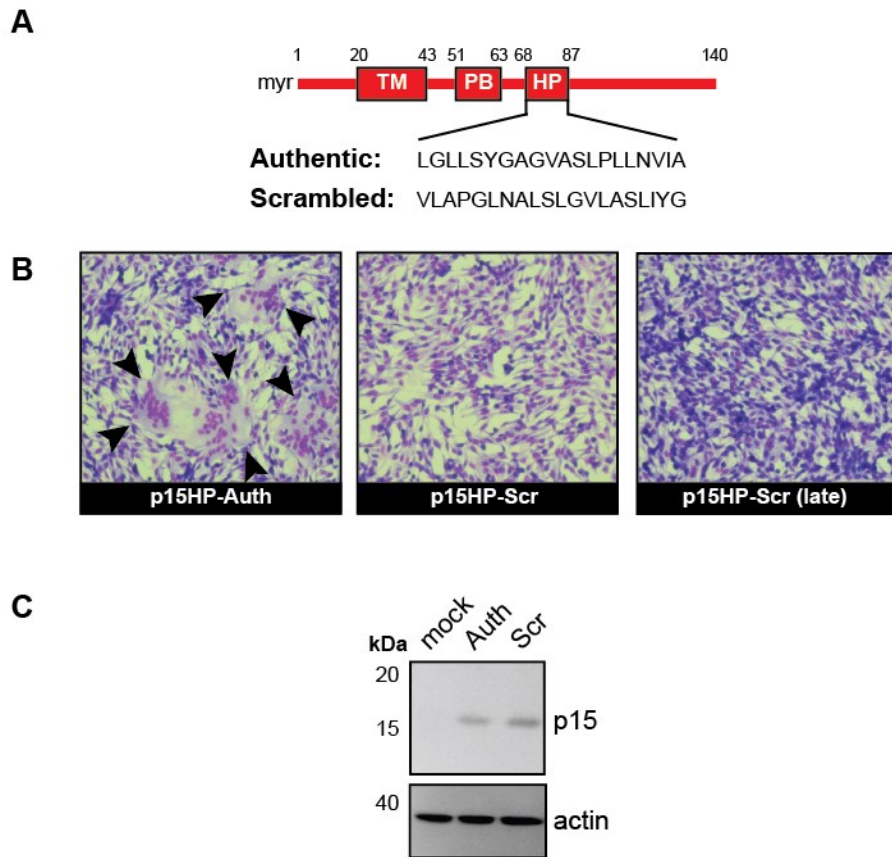 A
1 20 43 51 63 68 87 140
myr TM PB HP
Authentic: LGLLSYGAGVASLPLLNVIA
Scrambled: VLAPGLNALSLGVLASLIYG
B
p15HP-Auth p15HP-Scr p15HP-Scr (late)
C
kDa mock Auth Scr
20
15 p15
40
actin